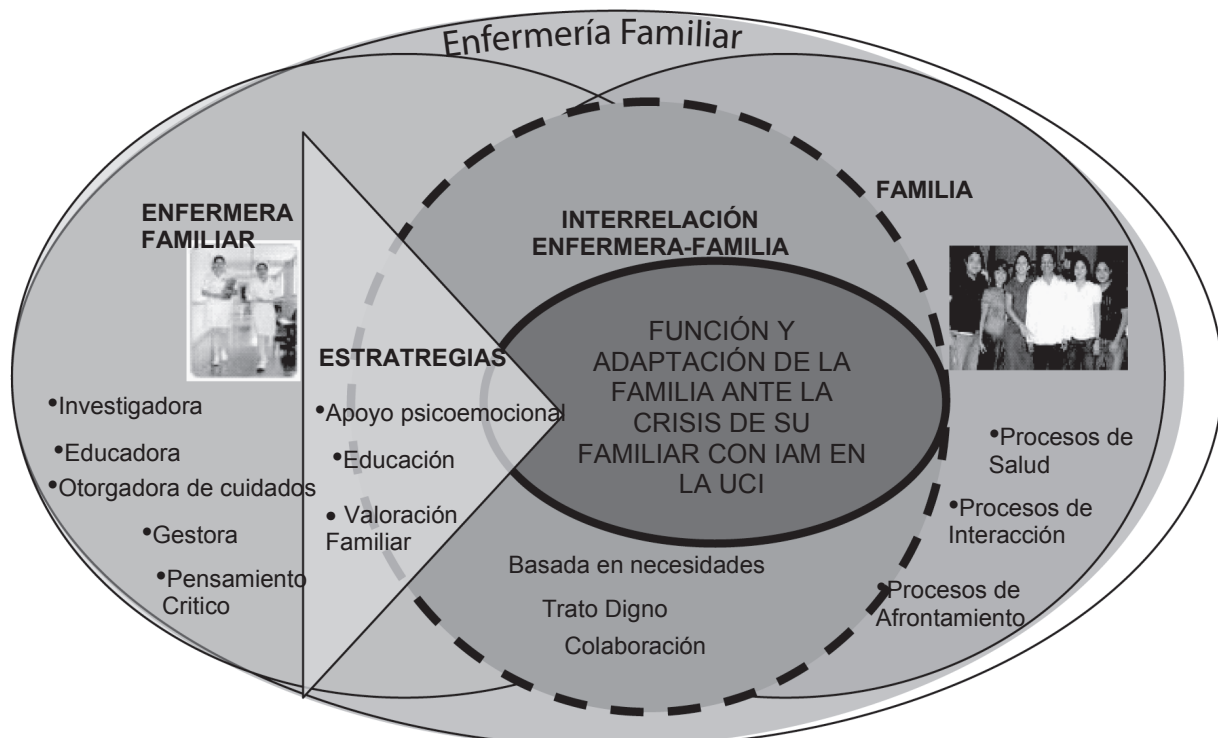 Enfermería Familiar
ENFERMERA
FAMILIAR
•Investigadora
•Educadora
•Otorgadora de cuidados
•Gestora
•Pensamiento
Critico
ESTRATREGIAS
•Apoyo psicoemocional
•Educación
• Valoración
Familiar
INTERRELACIÓN
ENFERMERA-FAMILIA
FUNCIÓN Y
ADAPTACIÓN DE LA
FAMILIA ANTE LA
CRISIS DE SU
FAMILIAR CON IAM EN
LA UCI
Basada en necesidades
Trato Digno
Colaboración
FAMILIA
•Procesos de
Salud
•Procesos de
Interacción
•Procesos de
Afrontamiento